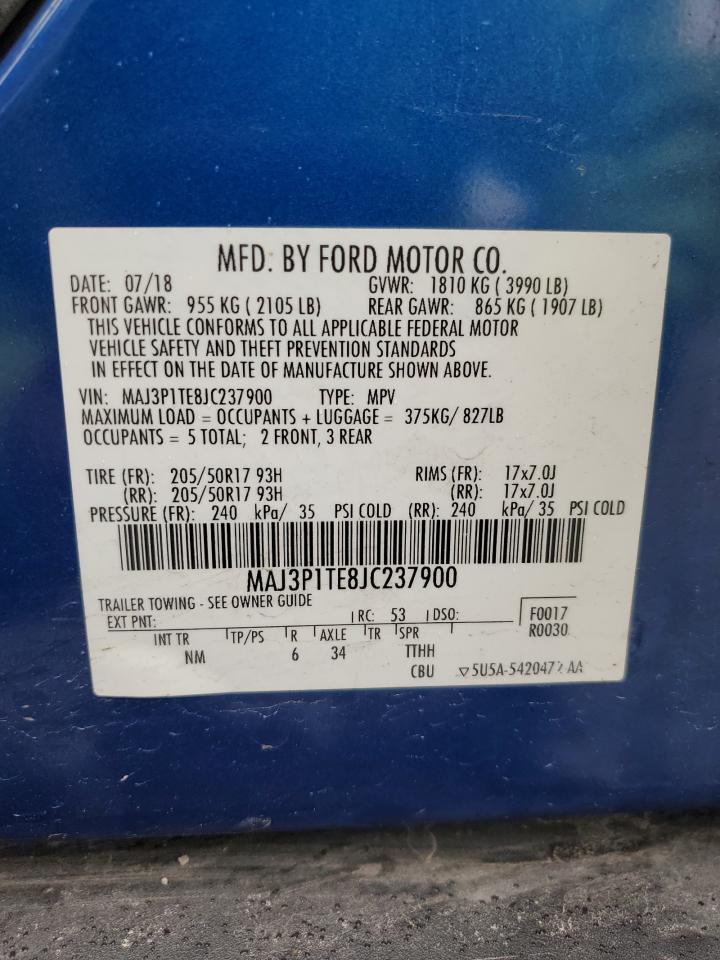 MFD. BY FORD MOTOR CO.
DATE: 07/18 GVWR: 1810 KG ( 3990 LB)
FRONT GAWR: 955 KG ( 2105 LB) REAR GAWR: 865 KG ( 1907 LB)
THIS VEHICLE CONFORMS TO ALL APPLICABLE FEDERAL MOTOR
VEHICLE SAFETY AND THEFT PREVENTION STANDARDS
IN EFFECT ON THE DATE OF MANUFACTURE SHOWN ABOVE.
VIN: MAJ3P1TE8JC237900 TYPE: MPV
MAXIMUM LOAD = OCCUPANTS + LUGGAGE = 375KG/ 827LB
OCCUPANTS = 5 TOTAL; 2 FRONT, 3 REAR
TIRE (FR): 205/50R17 93H RIMS (FR): 17x7.0J
(RR): 205/50R17 93H (RR): 17x7.0J
PRESSURE (FR): 240 kPa/ 35 PSI COLD (RR): 240 kPa/ 35 PSI COLD
MAJ3P1TE8JC237900
TRAILER TOWING - SEE OWNER GUIDE
EXT PNT: RC: 53 DSO: F0017
R0030
INT TR TP/PS R AXLE TR SPR
NM 6 34 TTHH
CBU